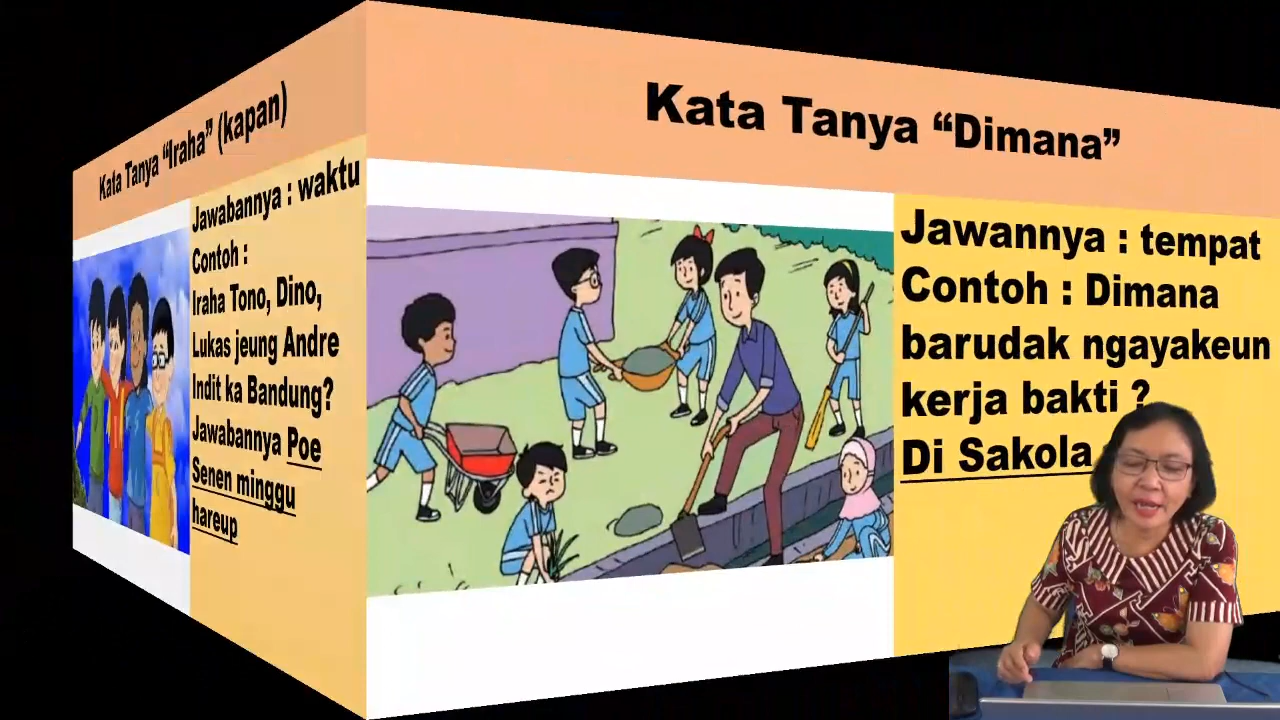 Kata Tanya “Iraha” (kapan)
Jawabannya : waktu
Contoh :
Iraha Tono, Dino,
Lukas jeung Andre
Indit ka Bandung?
Jawabannya Poe
Senen minggu
hareup
Kata Tanya “Dimana”
Jawannya : tempat
Contoh : Dimana
barudak ngayakeun
kerja bakti ?
Di Sakola